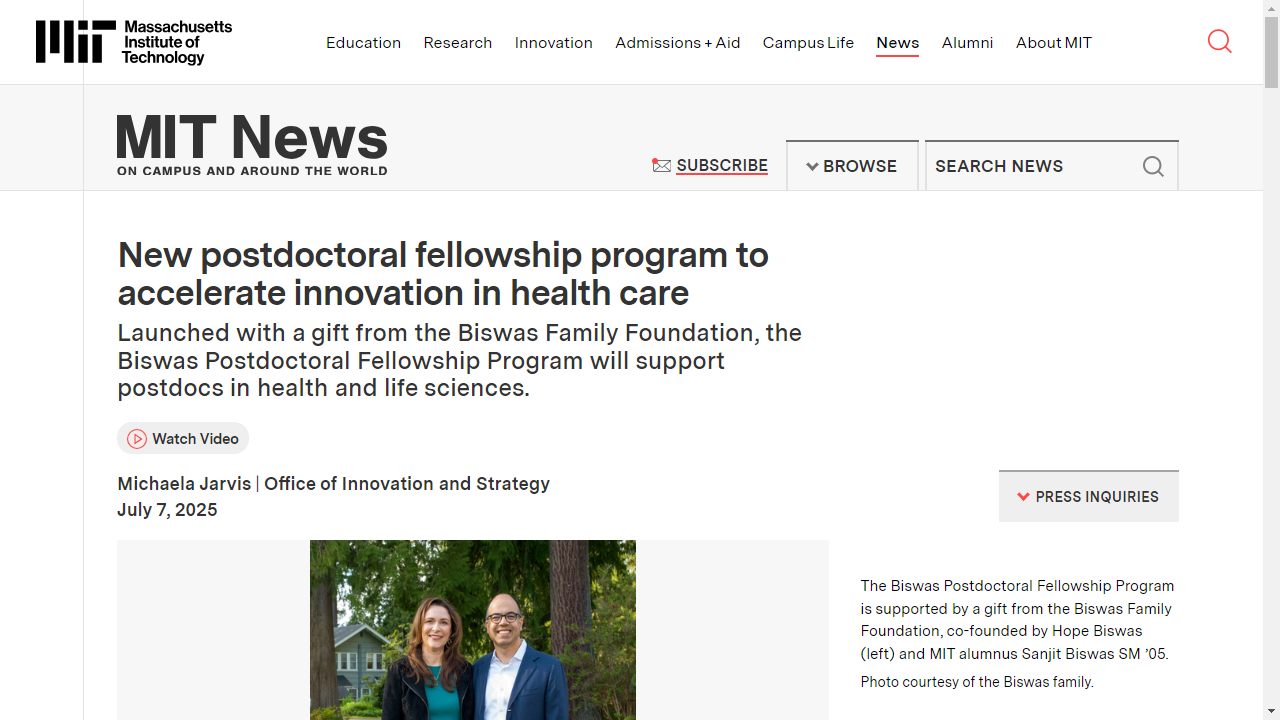 Massachusetts
Institute of
Technology
Education Research Innovation Admissions + Aid Campus Life News Alumni About MIT
MIT News
ON CAMPUS AND AROUND THE WORLD
SUBSCRIBE
BROWSE
SEARCH NEWS
New postdoctoral fellowship program to
accelerate innovation in health care
Launched with a gift from the Biswas Family Foundation, the
Biswas Postdoctoral Fellowship Program will support
postdocs in health and life sciences.
Watch Video
Michaela Jarvis | Office of Innovation and Strategy
July 7, 2025
PRESS INQUIRIES
The Biswas Postdoctoral Fellowship Program
is supported by a gift from the Biswas Family
Foundation, co-founded by Hope Biswas
(left) and MIT alumnus Sanjit Biswas SM ’05.
Photo courtesy of the Biswas family.